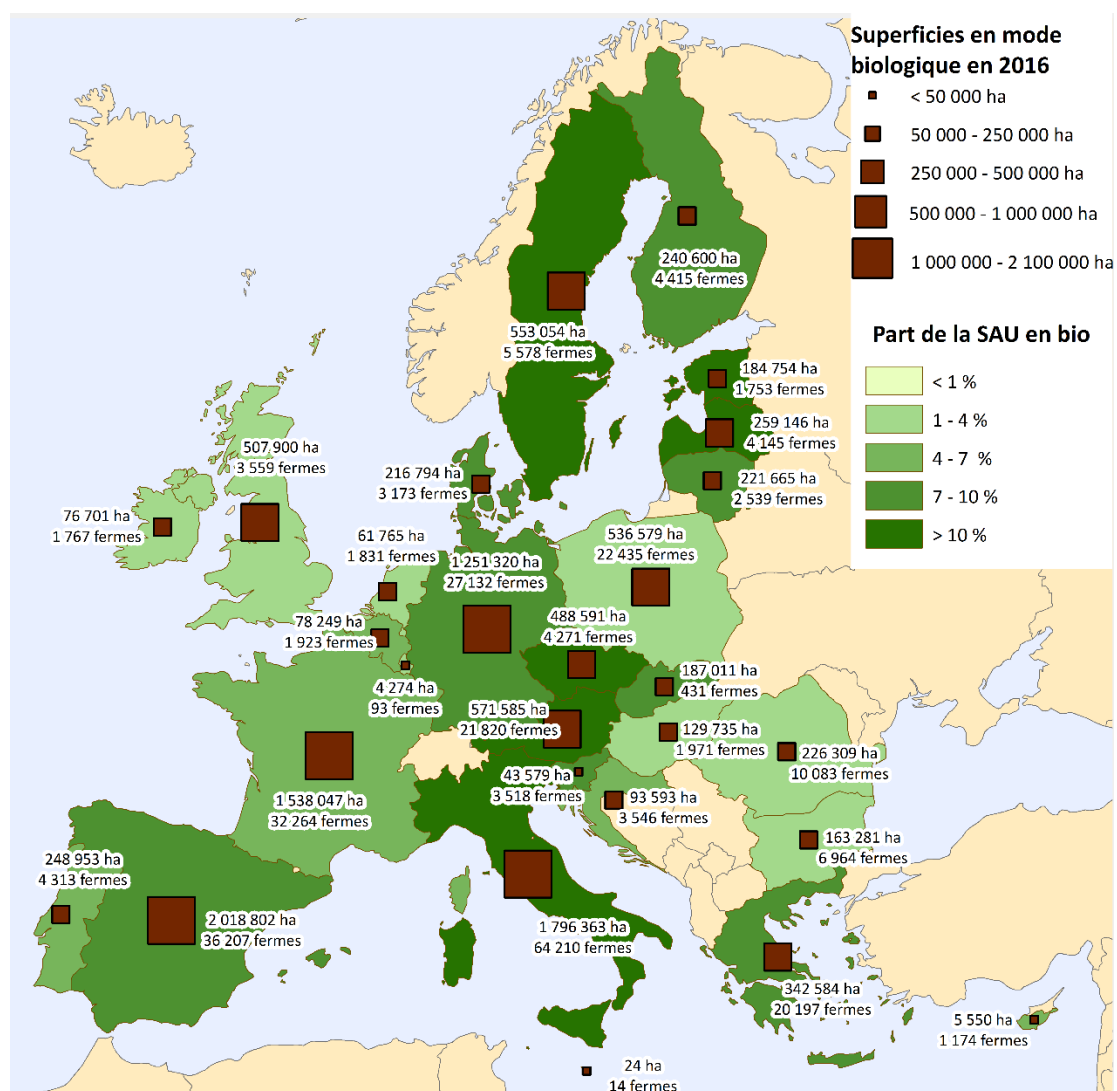 Superficies en mode
biologique en 2016
< 50 000 ha
50 000 - 250 000 ha
250 000 - 500 000 ha
500 000 - 1 000 000 ha
1 000 000 - 2 100 000 ha
Part de la SAU en bio
< 1 %
1 - 4 %
4 - 7 %
7 - 10 %
> 10 %
240 600 ha
4 415 fermes
553 054 ha
5 578 fermes
184 754 ha
1 753 fermes
259 146 ha
4 145 fermes
221 665 ha
2 539 fermes
507 900 ha
3 559 fermes
216 794 ha
3 173 fermes
76 701 ha
1 767 fermes
61 765 ha
1 831 fermes
1 251 320 ha
27 132 fermes
536 579 ha
22 435 fermes
78 249 ha
1 923 fermes
488 591 ha
4 271 fermes
4 274 ha
93 fermes
187 011 ha
431 fermes
571 585 ha
21 820 fermes
129 735 ha
1 971 fermes
226 309 ha
10 083 fermes
43 579 ha
3 518 fermes
93 593 ha
3 546 fermes
1 538 047 ha
32 264 fermes
163 281 ha
6 964 fermes
248 953 ha
4 313 fermes
2 018 802 ha
36 207 fermes
1 796 363 ha
64 210 fermes
342 584 ha
20 197 fermes
5 550 ha
1 174 fermes
24 ha
14 fermes